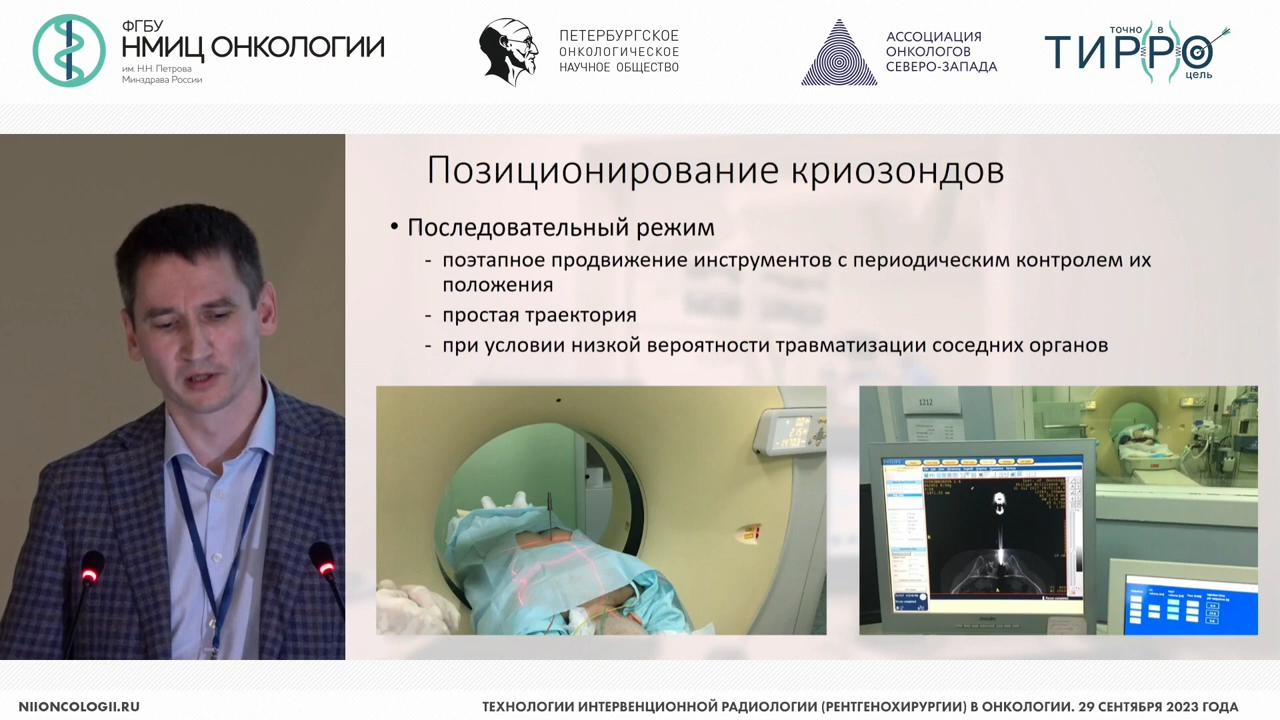 ФГБУ
НМИЦ ОНКОЛОГИИ
им. Н.Н. Петрова
Минздрава России
ПЕТЕРБУРГСКОЕ
ОНКОЛОГИЧЕСКОЕ
НАУЧНОЕ ОБЩЕСТВО
АССОЦИАЦИЯ
ОНКОЛОГОВ
СЕВЕРО-ЗАПАДА
ТОЧНО В
ТИРРО
цель
Позиционирование криозондов
• Последовательный режим
- поэтапное продвижение инструментов с периодическим контролем их
положения
- простая траектория
- при условии низкой вероятности травматизации соседних органов
1212
NIIONCOLOGII.RU
ТЕХНОЛОГИИ ИНТЕРВЕНЦИОННОЙ РАДИОЛОГИИ (РЕНТГЕНОХИРУРГИИ) В ОНКОЛОГИИ. 29 СЕНТЯБРЯ 2023 ГОДА